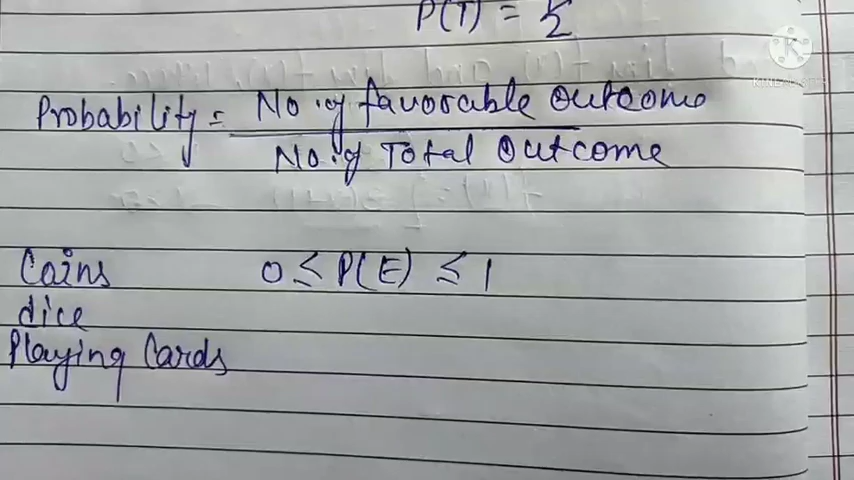 P(T) = 1/2
Probability = No. of favorable outcome
No. of Total Outcome
Coins 0 ≤ P(E) ≤ 1
dice
Playing Cards